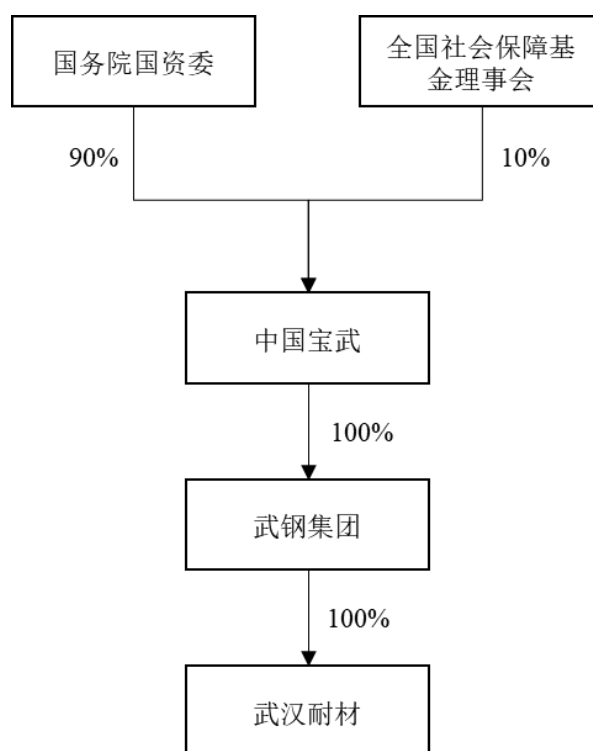 国务院国资委
全国社会保障基
金理事会
90%
10%
中国宝武
100%
武钢集团
100%
武汉耐材